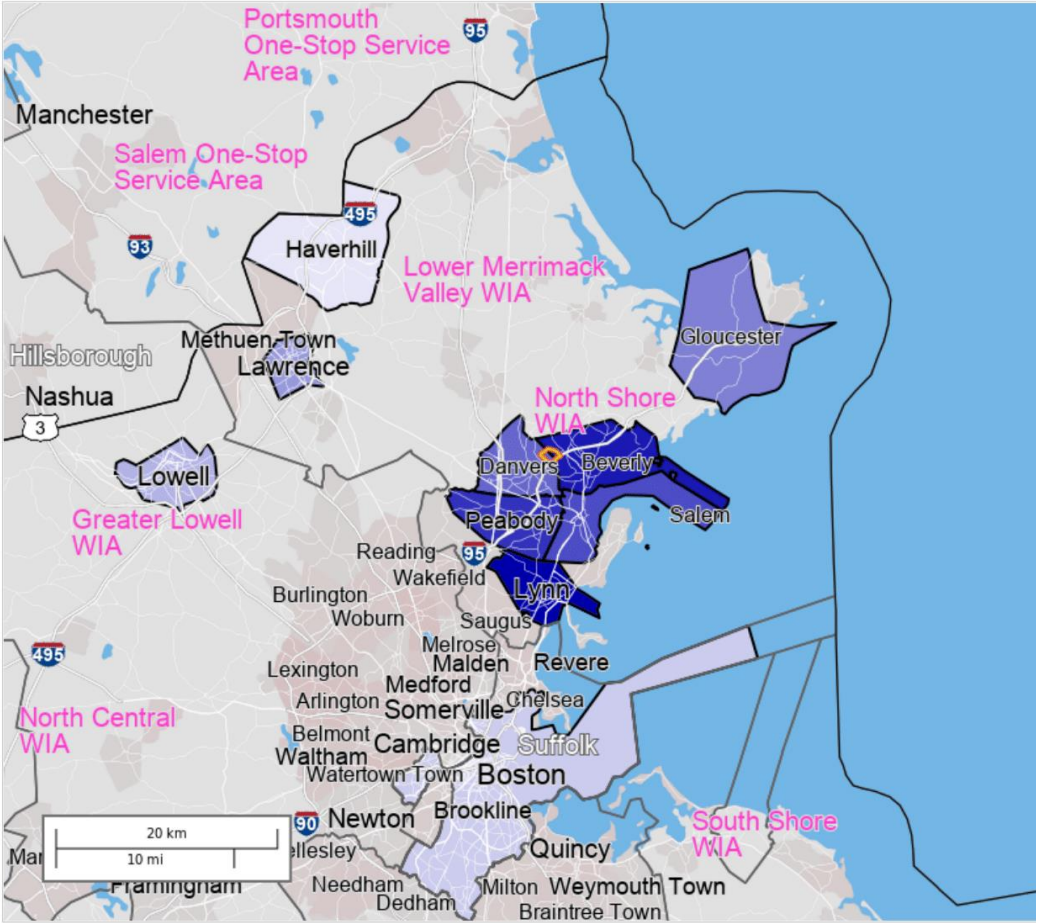 Portsmouth
One-Stop Service
Area
95
Manchester
Salem One-Stop
Service Area
495
93
Haverhill
Lower Merrimack
Valley WIA
Methuen-Town
Gloucester
Hillsborough
Lawrence
Nashua
North Shore
WIA
3
Danvers
Beverly
Lowell
Salem
Peabody
Greater Lowell
WIA
Reading
95
Wakefield
Lynn
Burlington
Woburn
Saugus
Melrose
495
Lexington
Malden
Revere
Medford
Arlington
Chelsea
Somerville
North Central
WIA
Belmont
Cambridge
Suffolk
Waltham
Watertown Town
Boston
Brookline
20 km
90
Newton
South Shore
WIA
10 mi
Mar
ellesley
Quincy
Framingham
Needham
Milton
Weymouth Town
Dedham
Braintree Town